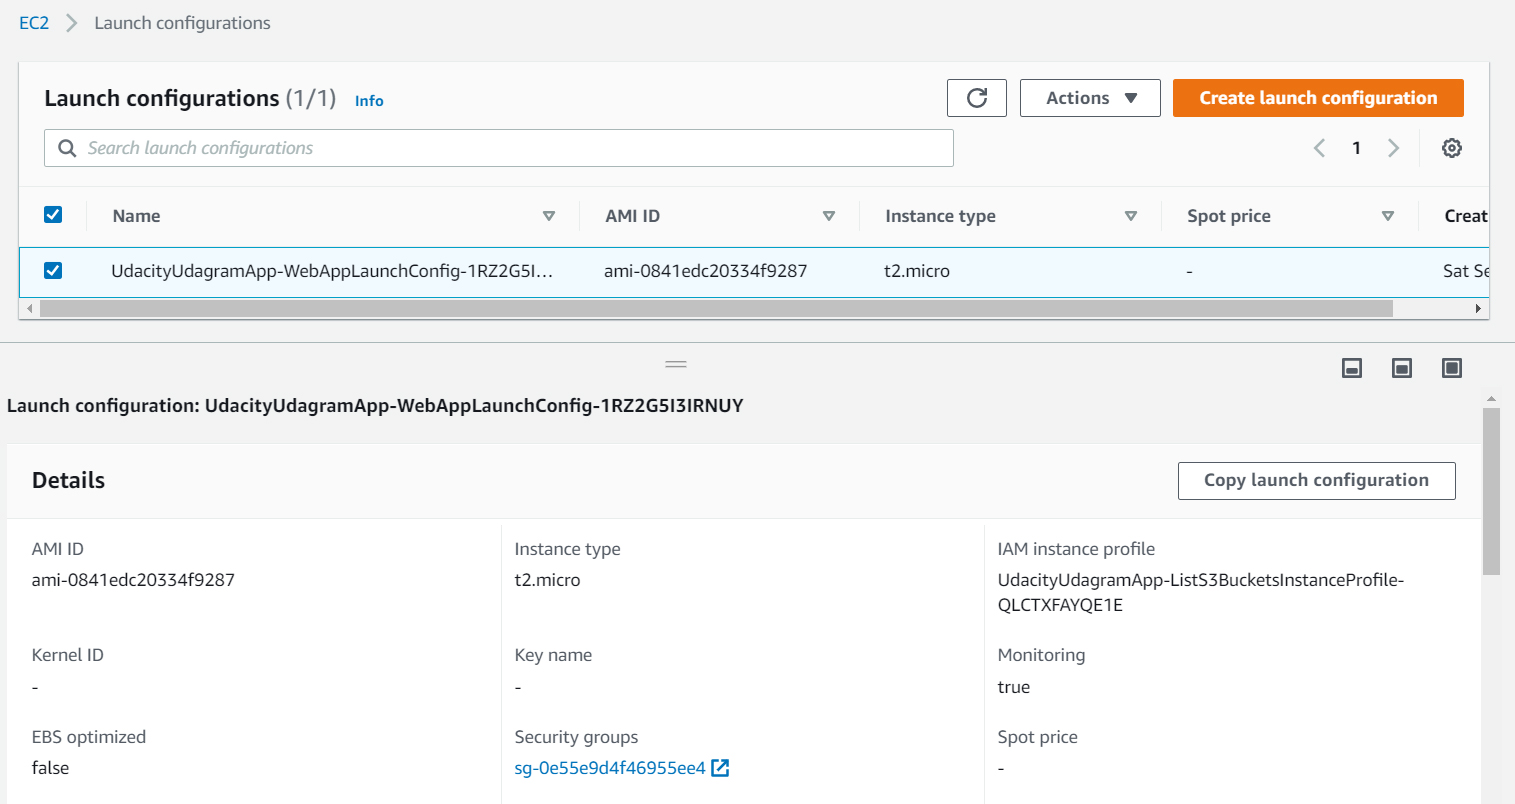 EC2 Launch configurations
Launch configurations (1/1) Info
Actions
Create launch configuration
Search launch configurations
1
Name AMI ID Instance type Spot price Creat
UdacityUdagramApp-WebAppLaunchConfig-1RZ2G5I... ami-0841edc20334f9287 t2.micro - Sat Se
Launch configuration: UdacityUdagramApp-WebAppLaunchConfig-1RZ2G5I3IRNUY
Details
Copy launch configuration
AMI ID
ami-0841edc20334f9287
Instance type
t2.micro
IAM instance profile
UdacityUdagramApp-ListS3BucketsInstanceProfile-
QLCTXFAYQE1E
Kernel ID
-
Key name
-
Monitoring
true
EBS optimized
false
Security groups
sg-0e55e9d4f46955ee4
Spot price
-